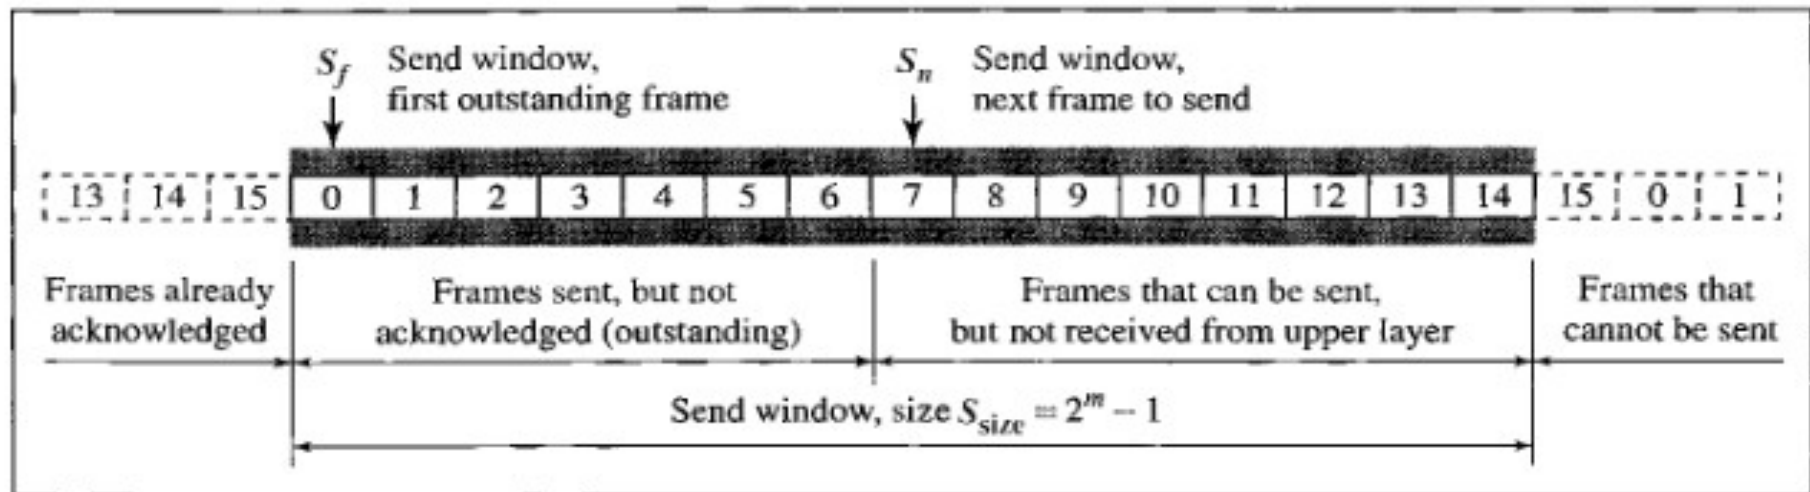 S_f Send window,
first outstanding frame
S_n Send window,
next frame to send
13 14 15 0 1 2 3 4 5 6 7 8 9 10 11 12 13 14 15 0 1
Frames already
acknowledged
Frames sent, but not
acknowledged (outstanding)
Frames that can be sent,
but not received from upper layer
Frames that
cannot be sent
Send window, size S_size = 2^m – 1